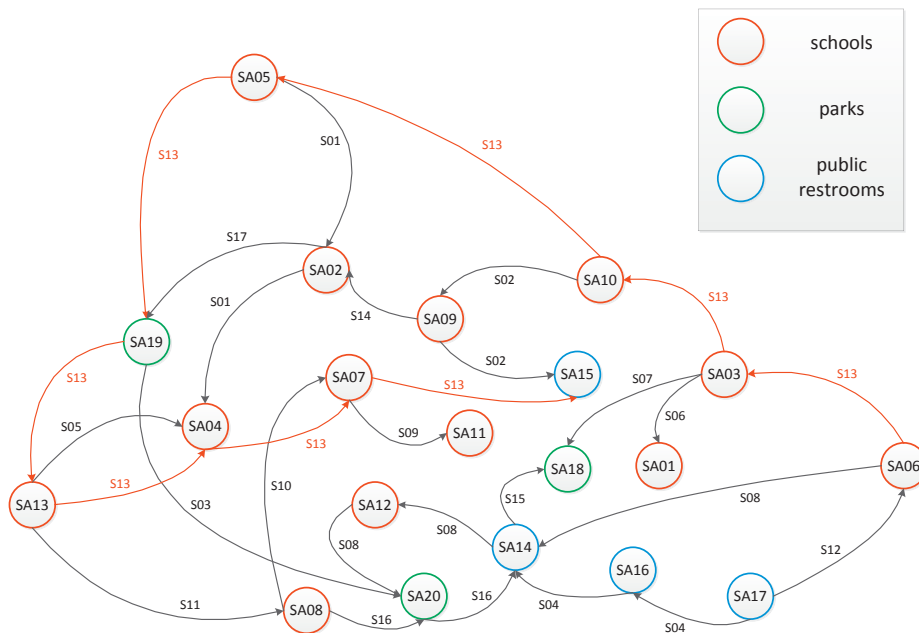 schools
parks
public
restrooms
SA05
S13
S01
S13
S17
SA02
SA10
S02
S13
S01
S14
SA09
SA19
S02
SA15
SA03
S13
SA07
S13
S07
S06
S13
S05
SA04
S13
S09
SA11
SA18
SA01
SA06
S13
SA13
S03
S10
SA12
S15
S08
S08
S08
SA14
S12
SA16
SA17
S11
SA08
S16
SA20
S16
S04
S04